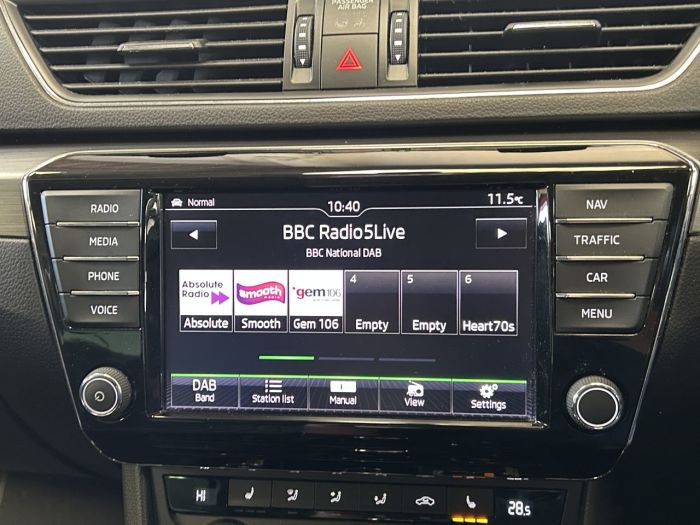 PASSENGER
AIR BAG
RADIO
MEDIA
PHONE
VOICE
Normal
10:40
11.5°C
BBC Radio5Live
BBC National DAB
Absolute
Radio
Absolute
smooth
RADIO
Smooth
gem106
Gem 106
4
Empty
5
Empty
6
Heart70s
DAB
Band
Station list
Manual
View
Settings
NAV
TRAFFIC
CAR
MENU
HI
28.5